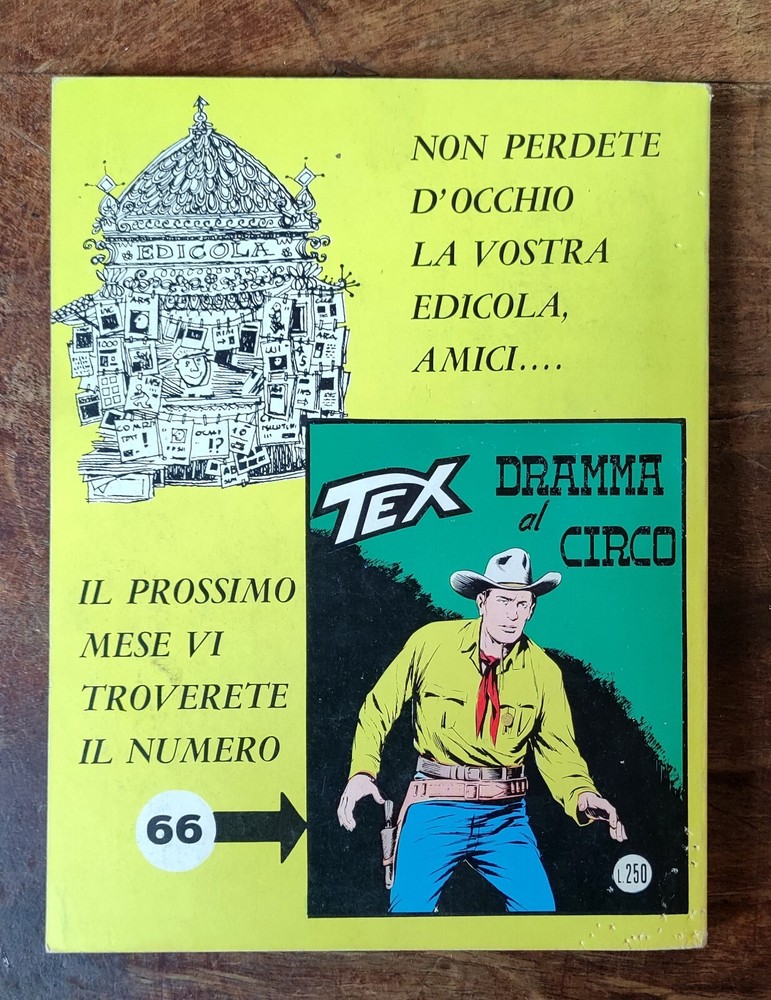 NON PERDETE
D'OCCHIO
LA VOSTRA
EDICOLA,
AMICI....
EDICOLA
TEX
DRAMMA
al
CIRCO
IL PROSSIMO
MESE VI
TROVERETE
IL NUMERO
66
L.250